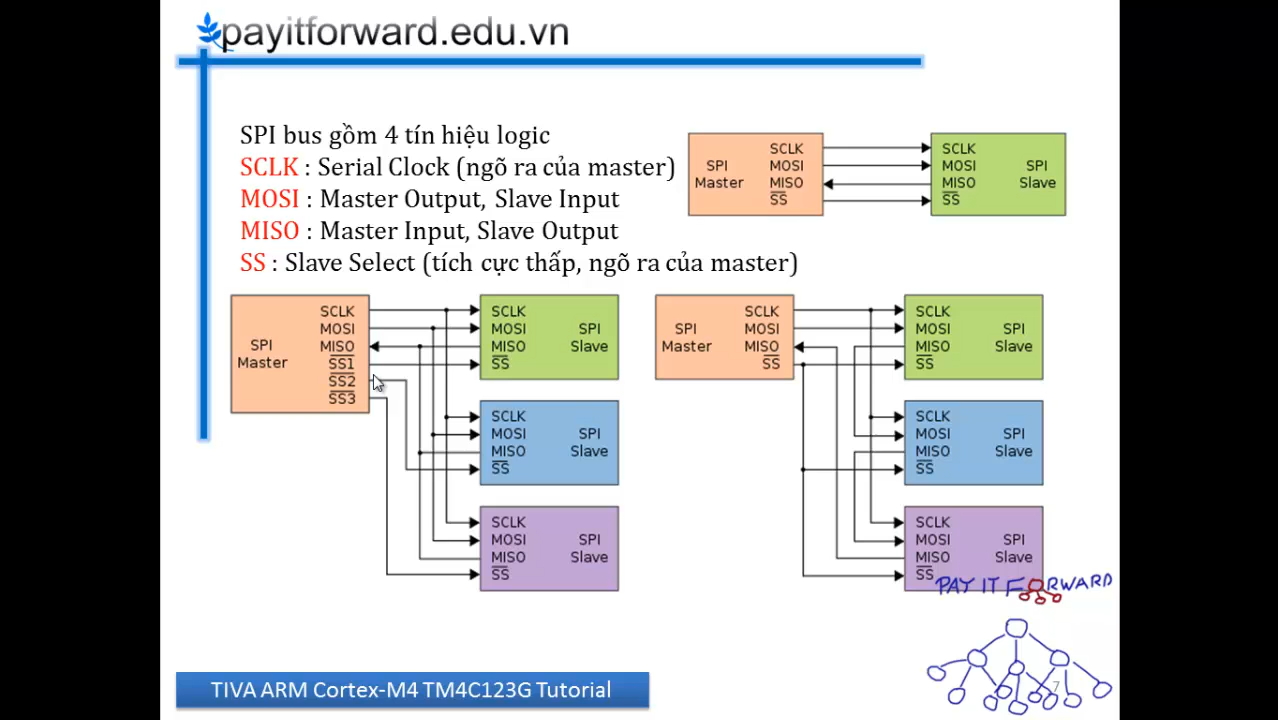 payitforward.edu.vn
SPI bus gồm 4 tín hiệu logic
SCLK : Serial Clock (ngõ ra của master)
MOSI : Master Output, Slave Input
MISO : Master Input, Slave Output
SS : Slave Select (tích cực thấp, ngõ ra của master)
SPI Master
SCLK
MOSI
MISO
SS
SCLK
MOSI
MISO
SS
SPI Slave
SPI Master
SCLK
MOSI
MISO
SS1
SS2
SS3
SCLK
MOSI
MISO
SS
SPI Slave
SCLK
MOSI
MISO
SS
SPI Slave
SCLK
MOSI
MISO
SS
SPI Slave
SPI Master
SCLK
MOSI
MISO
SS
SCLK
MOSI
MISO
SS
SPI Slave
SCLK
MOSI
MISO
SS
SPI Slave
SCLK
MOSI
MISO
SS
SPI Slave
PAY IT FORWARD
7
TIVA ARM Cortex-M4 TM4C123G Tutorial